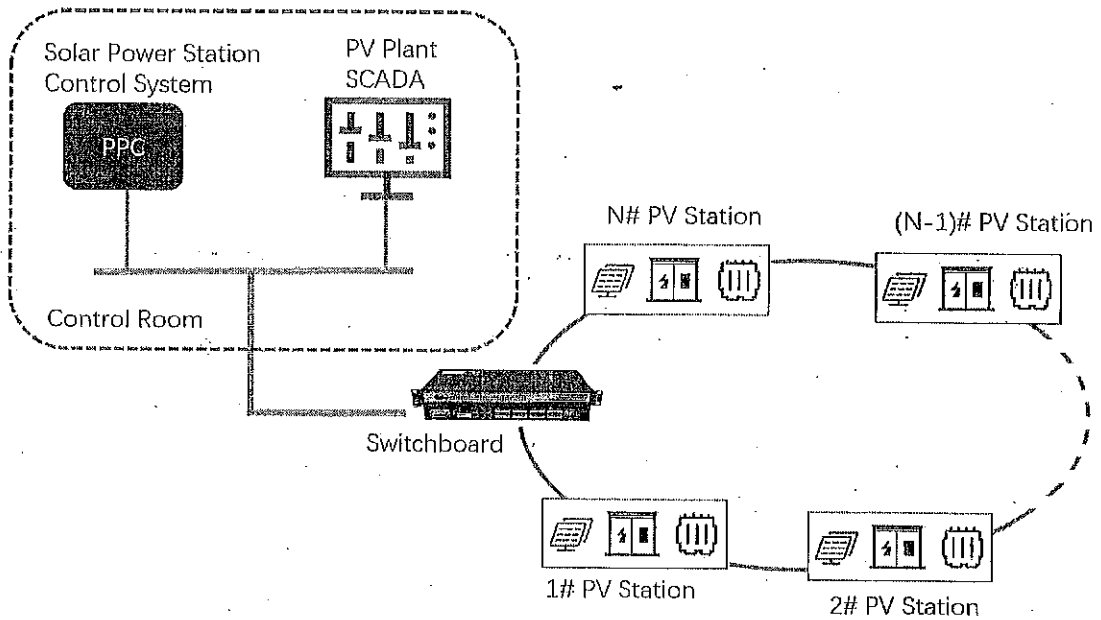 Solar Power Station
Control System
PV Plant
SCADA
PPC
N# PV Station
(N-1)# PV Station
Control Room
Switchboard
1# PV Station
2# PV Station